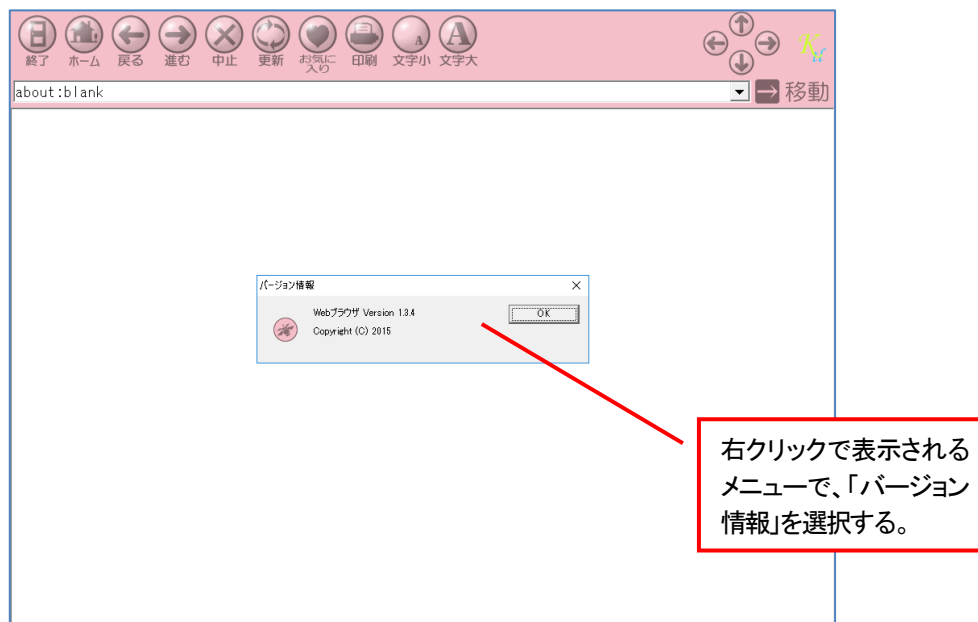 終了 ホーム 戻る 進む 中止 更新 お気に入り 印刷 文字小 文字大
about:blank 移動
バージョン情報
Webブラウザ Version 1.3.4
OK
Copyright (C) 2015
右クリックで表示される
メニューで、「バージョン
情報」を選択する。